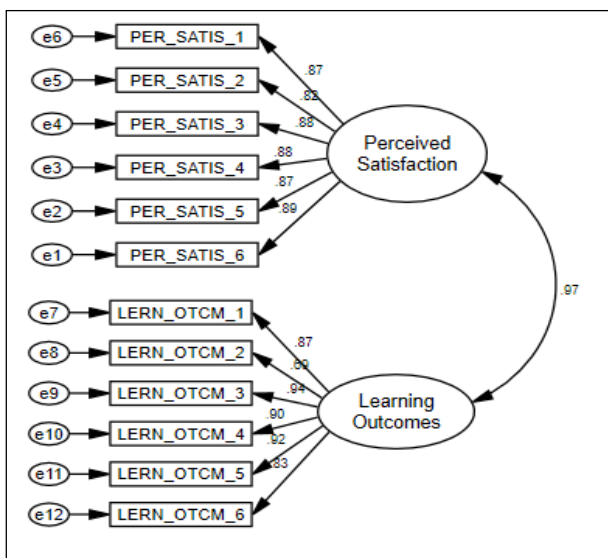 e6 PER_SATIS_1
.87
e5 PER_SATIS_2
.82
e4 PER_SATIS_3
.88
Perceived
Satisfaction
e3 PER_SATIS_4
.88
e2 PER_SATIS_5
.87
e1 PER_SATIS_6
.89
.97
e7 LERN_OTCM_1
.87
e8 LERN_OTCM_2
.69
e9 LERN_OTCM_3
.94
Learning
Outcomes
e10 LERN_OTCM_4
.90
e11 LERN_OTCM_5
.92
e12 LERN_OTCM_6
.83